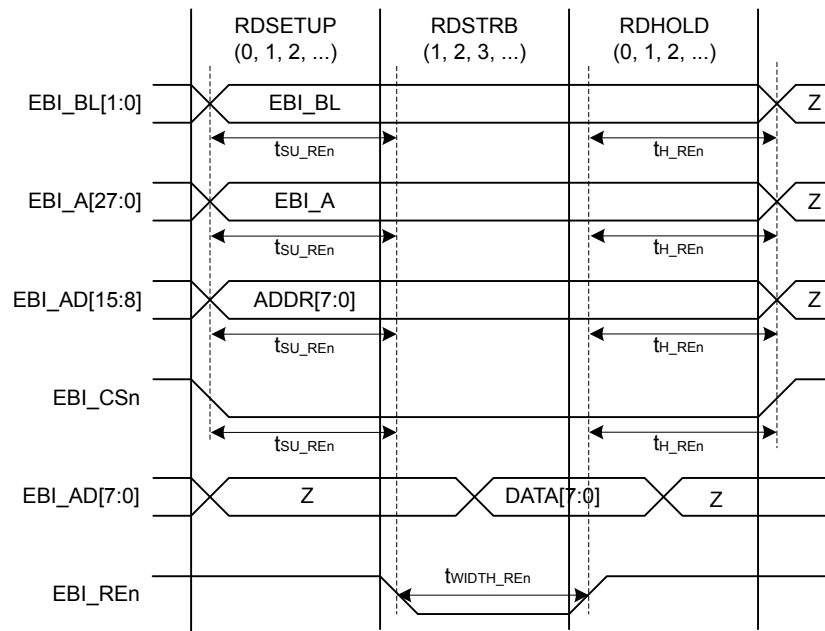 RDSETUP RDSTRB RDHOLD
(0, 1, 2, ...) (1, 2, 3, ...) (0, 1, 2, ...)
EBI_BL[1:0] EBI_BL Z
tSU_REn tH_REn
EBI_A[27:0] EBI_A Z
tSU_REn tH_REn
EBI_AD[15:8] ADDR[7:0] Z
tSU_REn tH_REn
EBI_CSn
tSU_REn tH_REn
EBI_AD[7:0] Z DATA[7:0] Z
tWIDTH_REn
EBI_REn